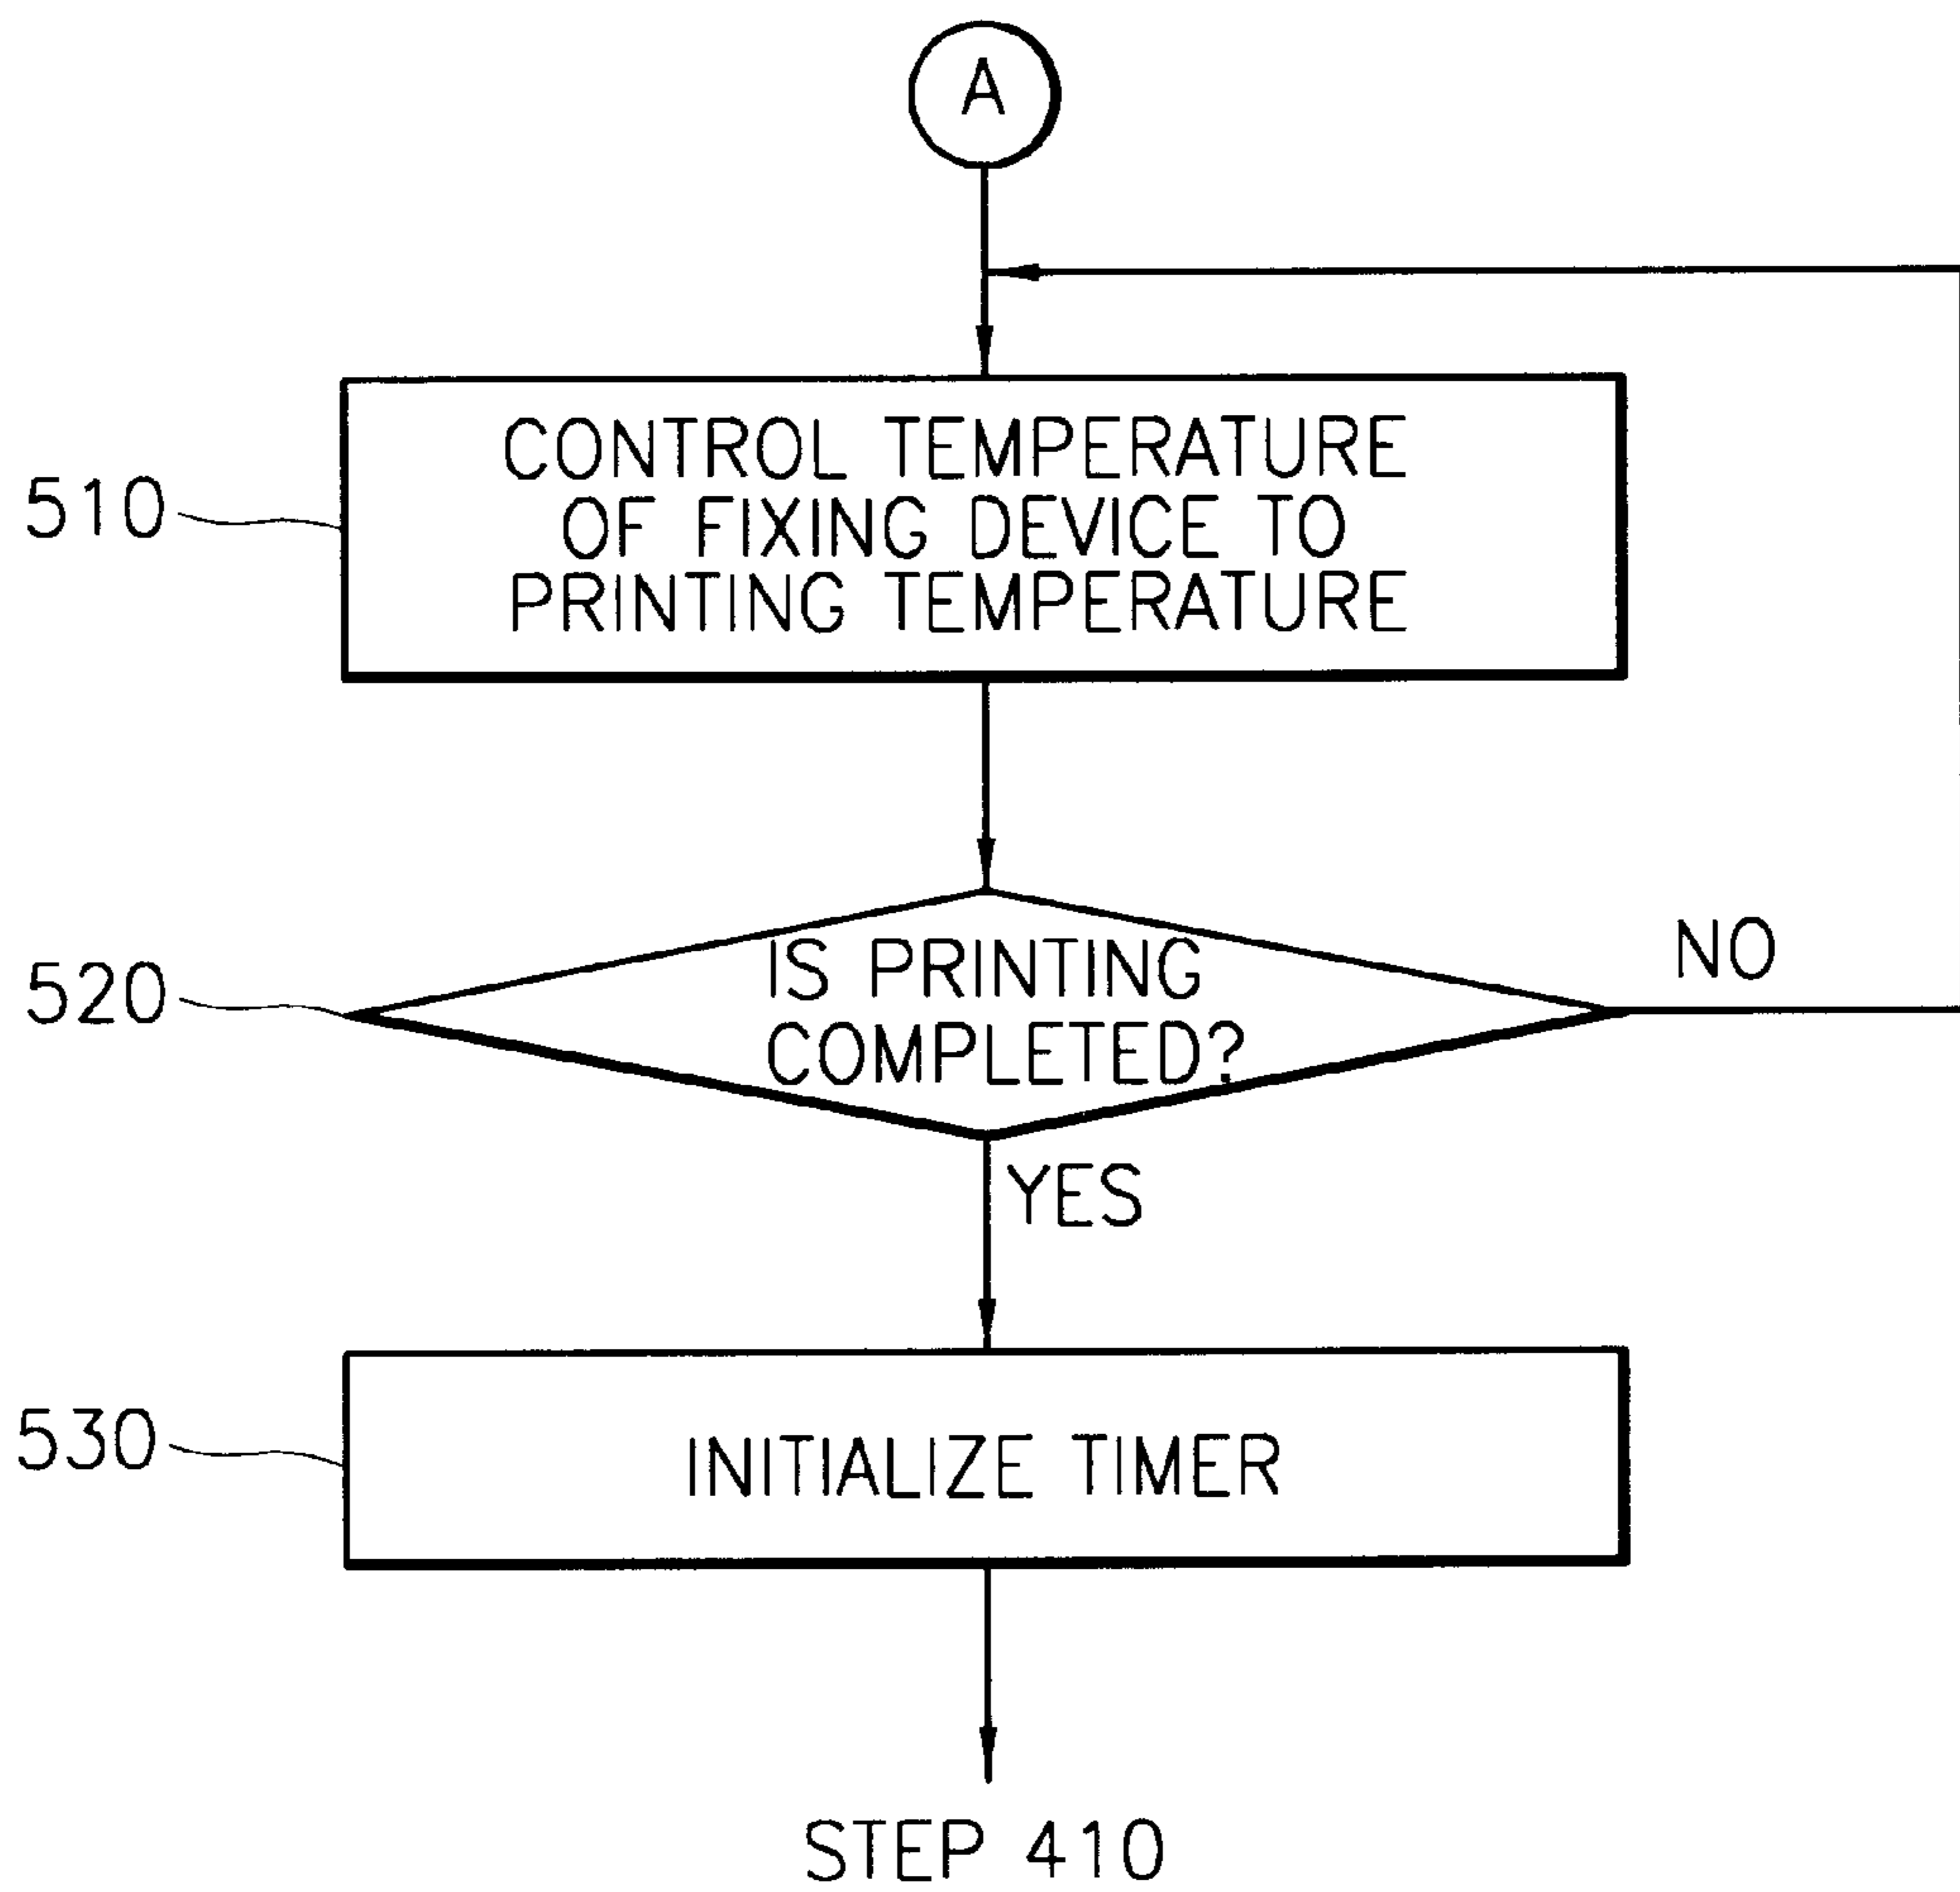 A
510
CONTROL TEMPERATURE
OF FIXING DEVICE TO
PRINTING TEMPERATURE
520
IS PRINTING
COMPLETED?
NO
YES
530
INITIALIZE TIMER
STEP 410